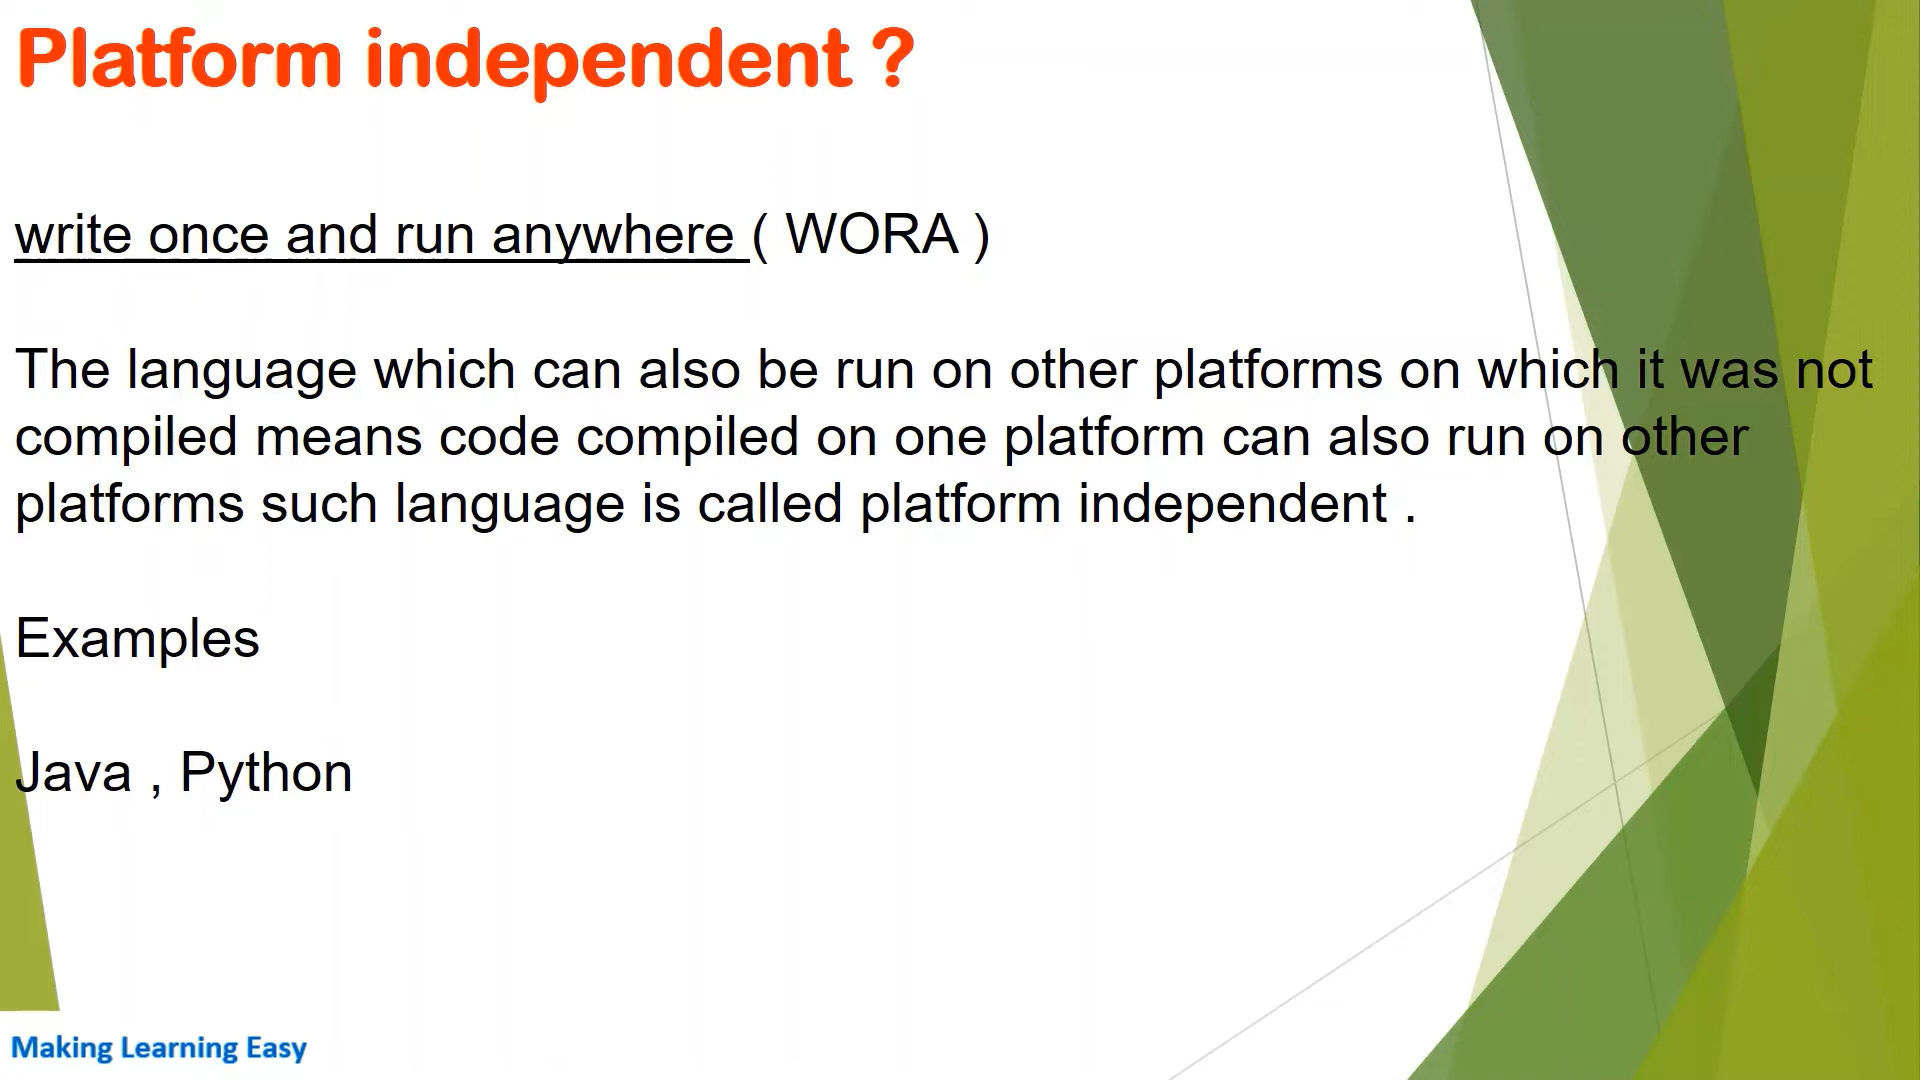 Platform independent ?
write once and run anywhere ( WORA )
The language which can also be run on other platforms on which it was not
compiled means code compiled on one platform can also run on other
platforms such language is called platform independent .
Examples
Java , Python
Making Learning Easy